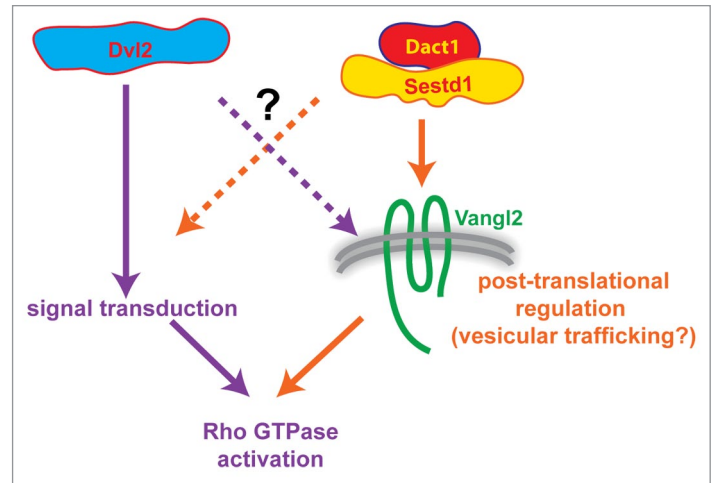 Dvl2
Dact1
Sestd1
?
Vangl2
post-translational
regulation
(vesicular trafficking?)
signal transduction
Rho GTPase
activation